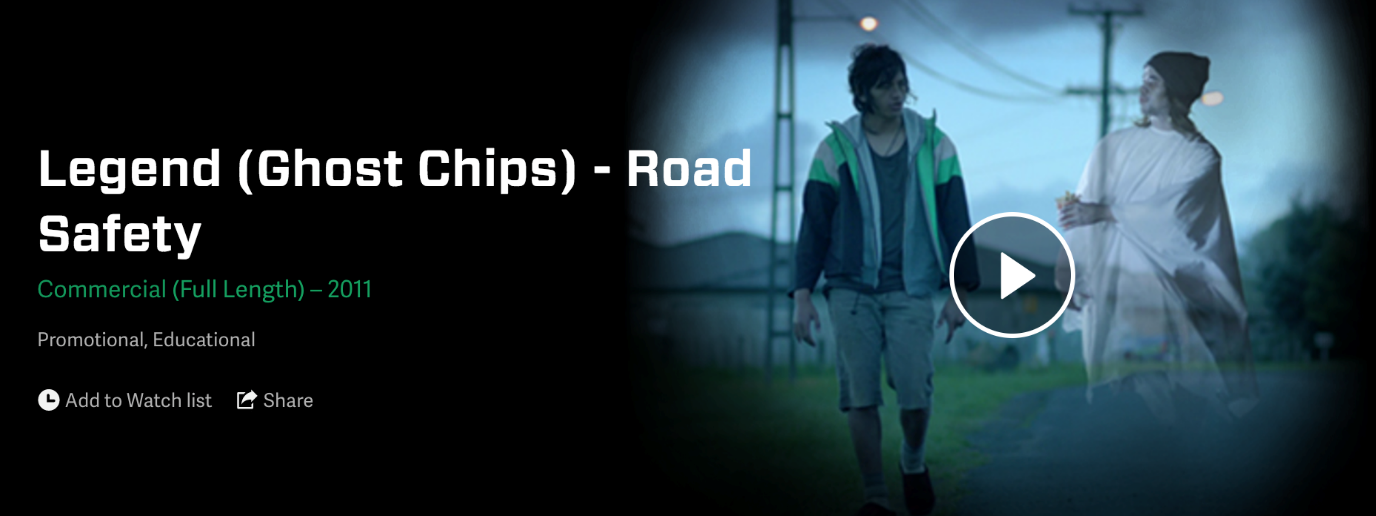 Legend (Ghost Chips) - Road
Safety
Commercial (Full Length) – 2011
Promotional, Educational
Add to Watch list
Share